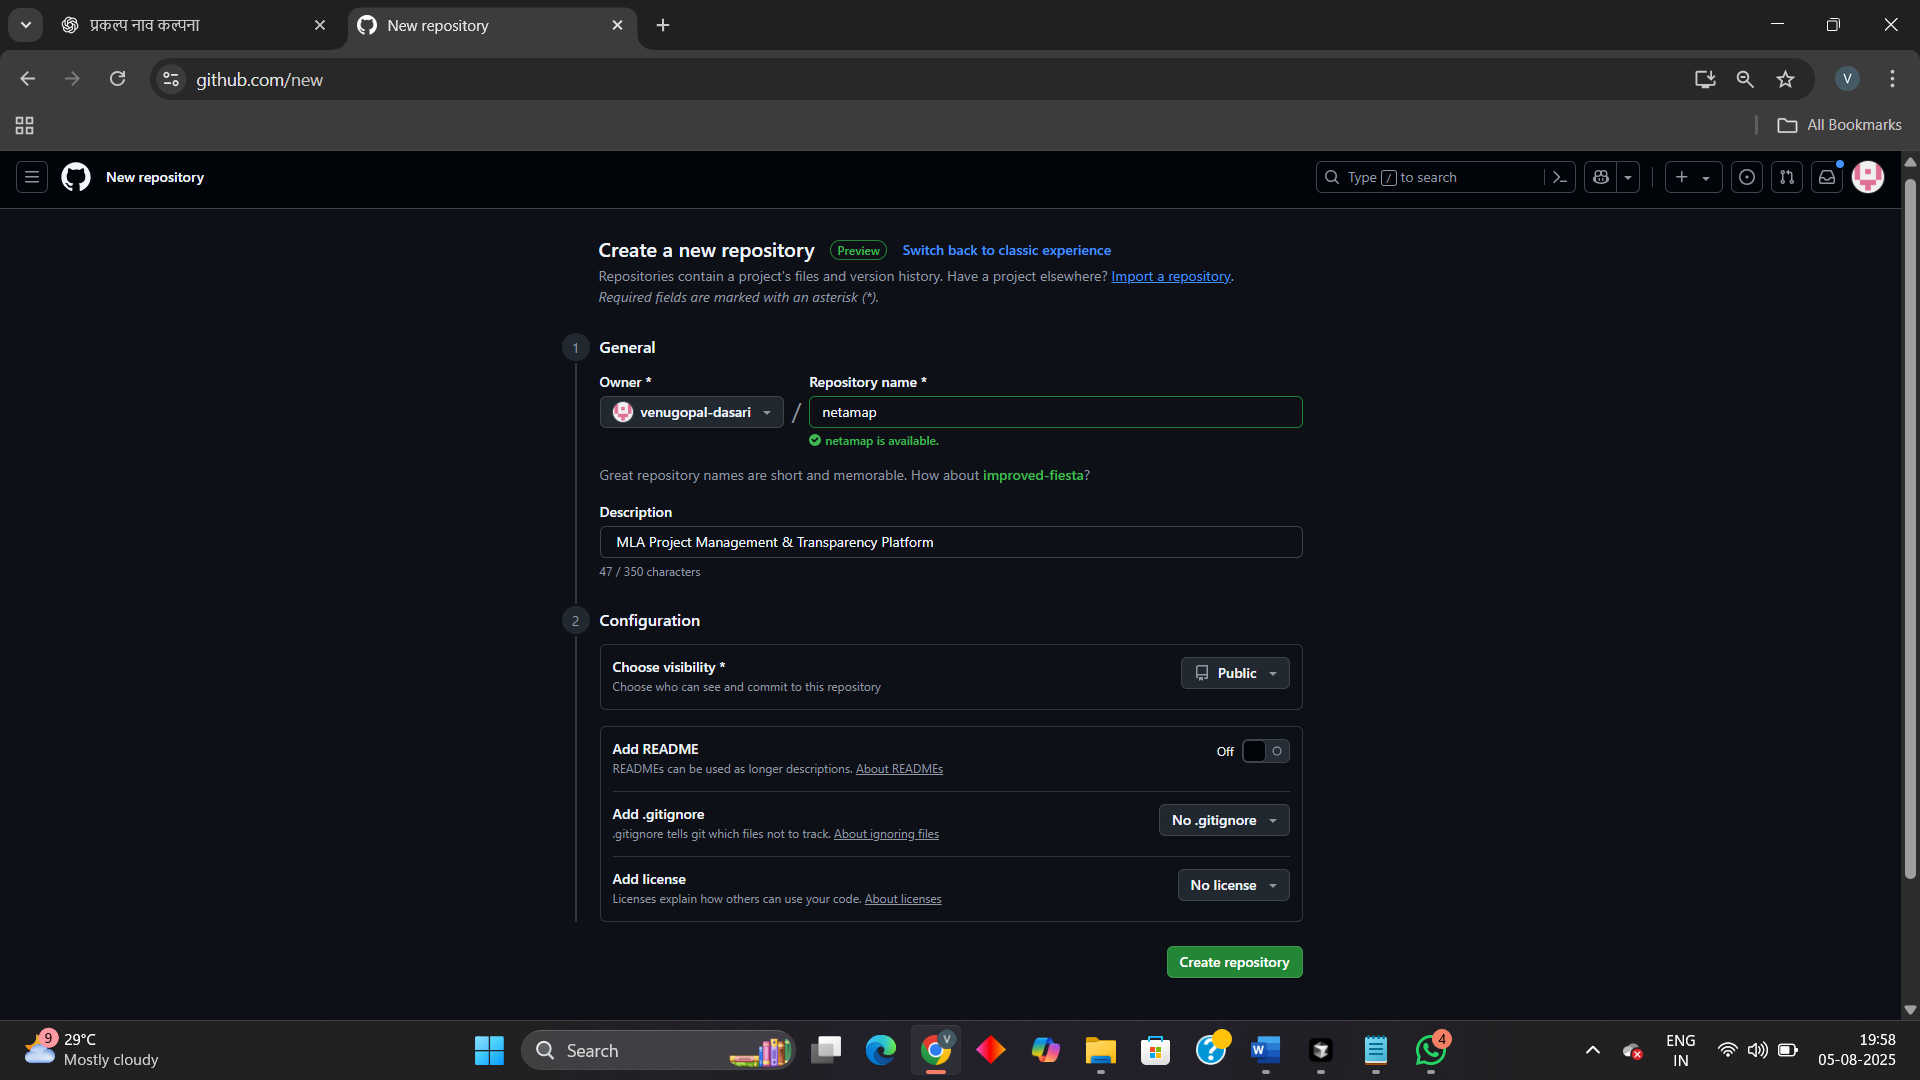 प्रकल्प नाव कल्पना
New repository
github.com/new
V
All Bookmarks
New repository
Type / to search
Create a new repository Preview Switch back to classic experience
Repositories contain a project's files and version history. Have a project elsewhere? Import a repository.
Required fields are marked with an asterisk (*).
1 General
Owner * Repository name *
venugopal-dasari / netamap
netamap is available.
Great repository names are short and memorable. How about improved-fiesta?
Description
MLA Project Management & Transparency Platform
47 / 350 characters
2 Configuration
Choose visibility * Public
Choose who can see and commit to this repository
Add README Off
READMEs can be used as longer descriptions. About READMEs
Add .gitignore No .gitignore
.gitignore tells git which files not to track. About ignoring files
Add license No license
Licenses explain how others can use your code. About licenses
Create repository
9 29°C
Mostly cloudy
Search
V
W
4
ENG
IN
19:58
05-08-2025